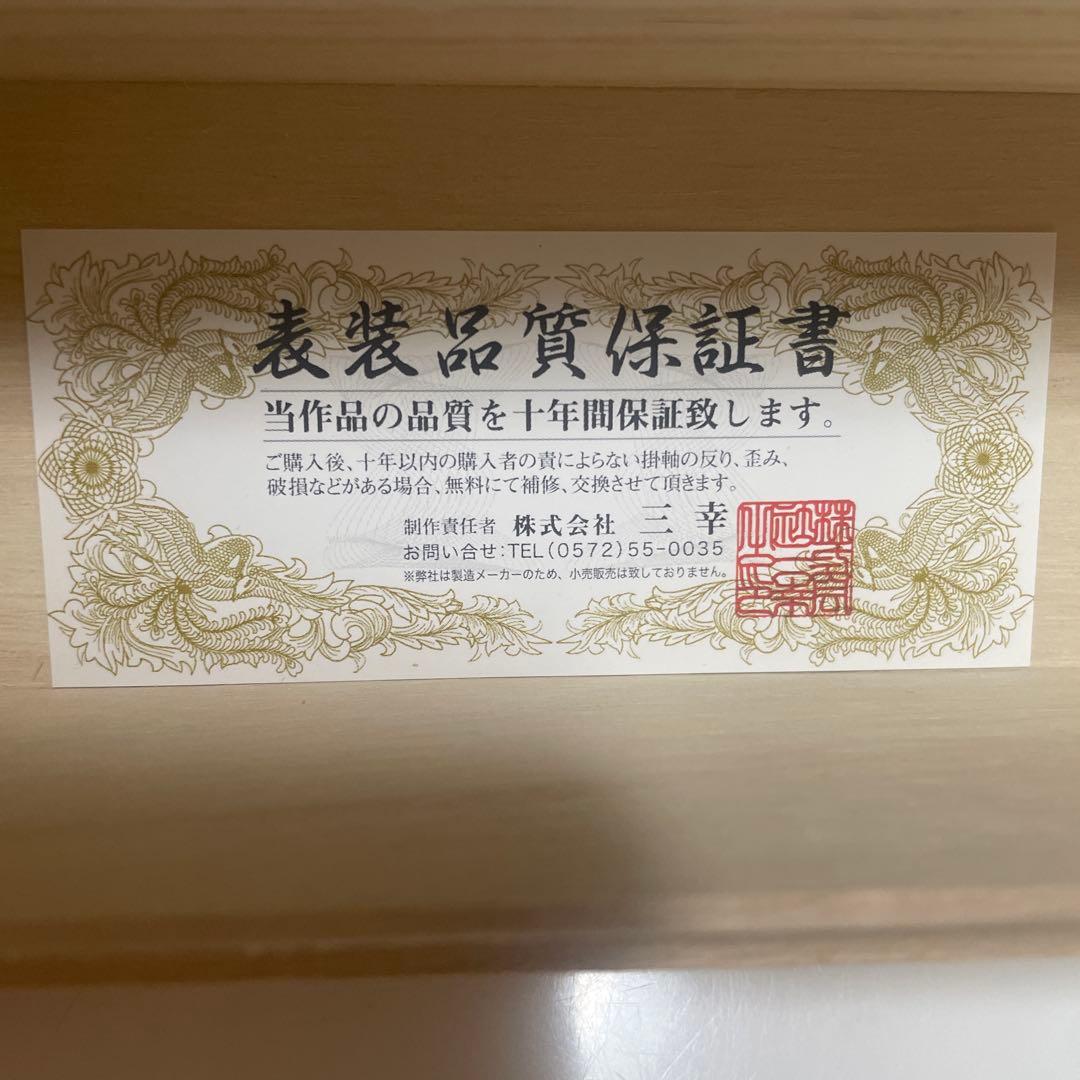 表装品質保証書
当作品の品質を十年間保証致します。
ご購入後、十年以内の購入者の責によらない掛軸の反り、歪み、
破損などがある場合、無料にて補修、交換させて頂きます。
制作責任者 株式会社 三幸
お問い合せ:TEL(0572)55-0035
※弊社は製造メーカーのため、小売販売は致しておりません。